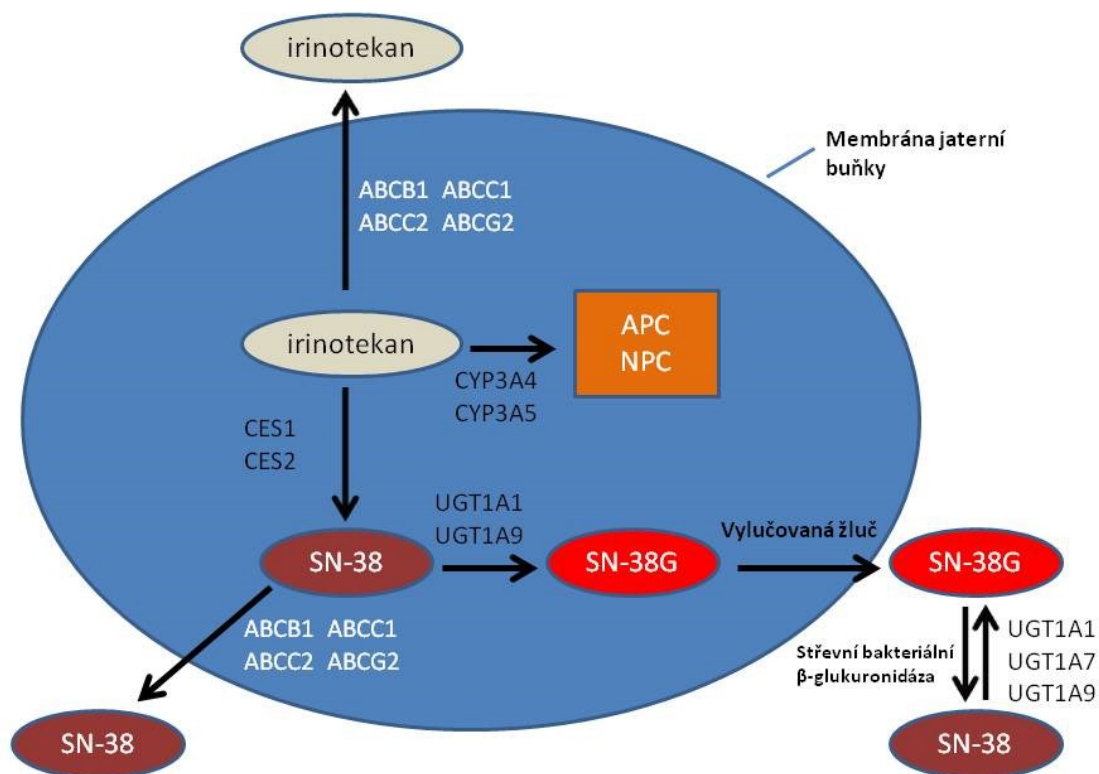 irinotekan
Membrána jaterní
buňky
ABCB1 ABCC1
ABCC2 ABCG2
irinotekan
APC
NPC
CYP3A4
CYP3A5
CES1
CES2
UGT1A1
UGT1A9
SN-38
SN-38G
Vylučovaná žluč
SN-38G
ABCB1 ABCC1
ABCC2 ABCG2
Střevní bakteriální
β-glukuronidáza
UGT1A1
UGT1A7
UGT1A9
SN-38
SN-38